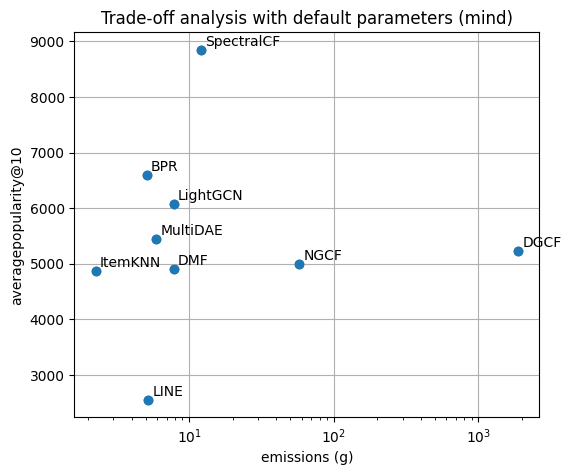 Trade-off analysis with default parameters (mind)
averagepopularity@10
9000
8000
7000
6000
5000
4000
3000
SpectralCF
BPR
LightGCN
MultiDAE
DGCF
ItemKNN
DMF
NGCF
LINE
10¹
10²
10³
emissions (g)